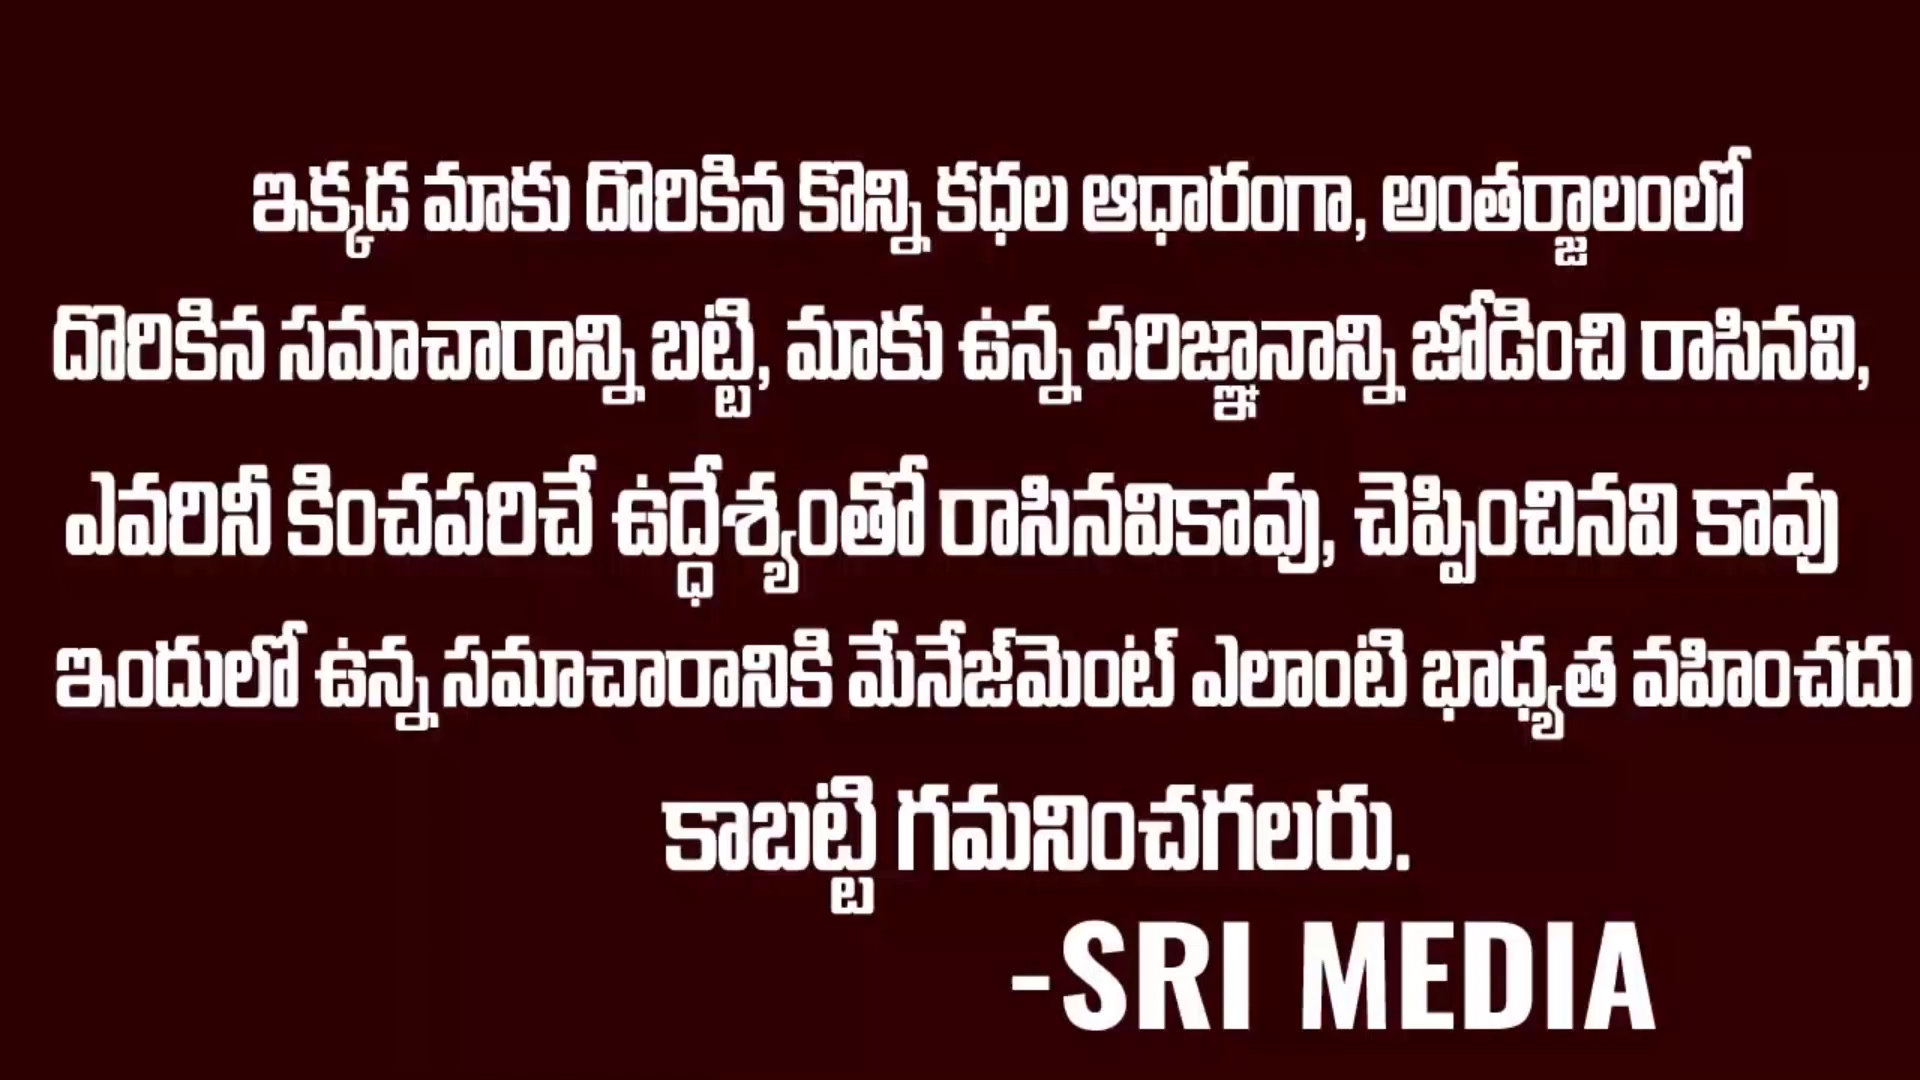 ఇక్కడ మాకు దొరికిన కొన్ని కధల ఆధారంగా, అంతర్జాలంలో
దొరికిన సమాచారాన్ని బట్టి, మాకు ఉన్న పరిజ్ఞానాన్ని జోడించి రాసినవి,
ఎవరినీ కించపరిచే ఉద్ధేశ్యంతో రాసినవికావు, చెప్పించినవి కావు
ఇందులో ఉన్న సమాచారానికి మేనేజ్‌మెంట్ ఎలాంటి భాధ్యత వహించదు
కాబట్టి గమనించగలరు.
-SRI MEDIA